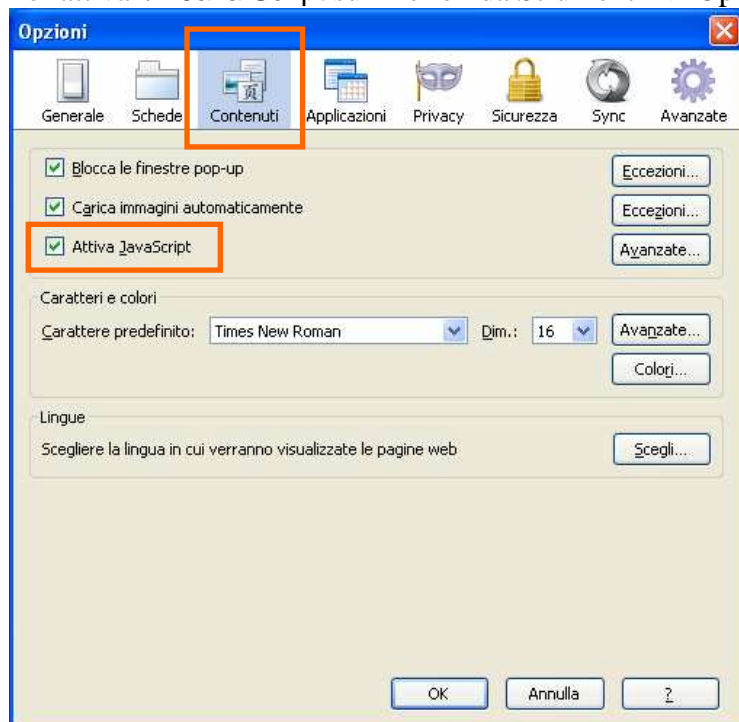 Opzioni
Generale Schede Contenuti Applicazioni Privacy Sicurezza Sync Avanzate
Blocca le finestre pop-up Eccezioni...
Carica immagini automaticamente Eccezioni...
Attiva JavaScript Avanzate...
Caratteri e colori
Carattere predefinito: Times New Roman Dim.: 16 Avanzate...
Colori...
Lingue
Scegliere la lingua in cui verranno visualizzate le pagine web Scegli...
OK Annulla ?